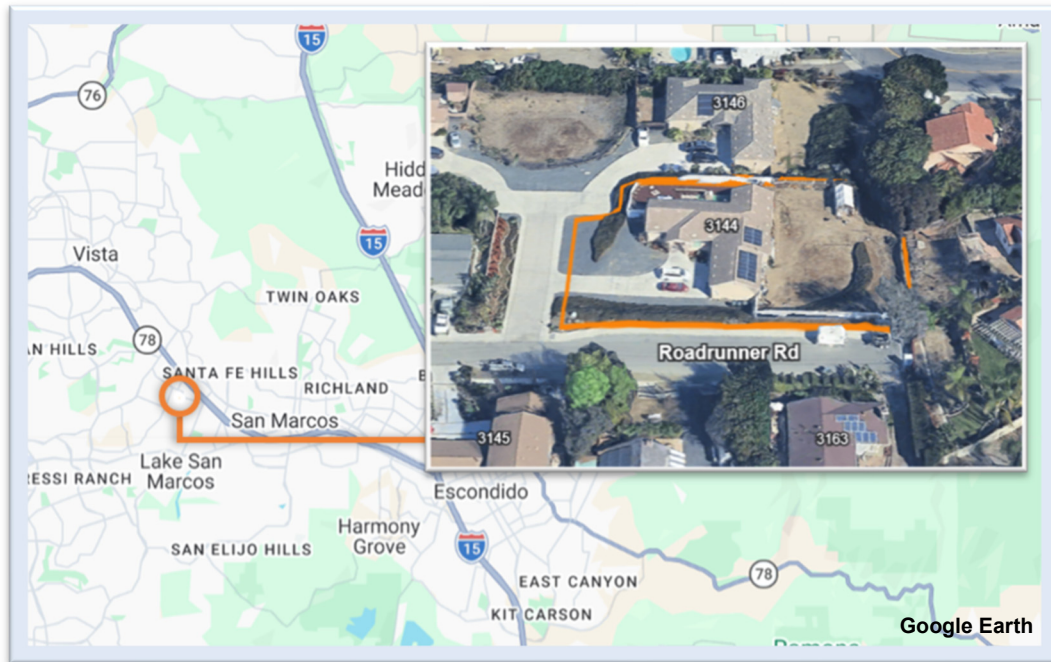 15
76
3146
Hidd
Mead
3144
15
Vista
TWIN OAKS
78
AN HILLS
Roadrunner Rd
SANTA FE HILLS
RICHLAND
San Marcos
3145
3163
Lake San
Marcos
RESSI RANCH
Escondido
Harmony
Grove
15
SAN ELIJO HILLS
78
EAST CANYON
KIT CARSON
Google Earth